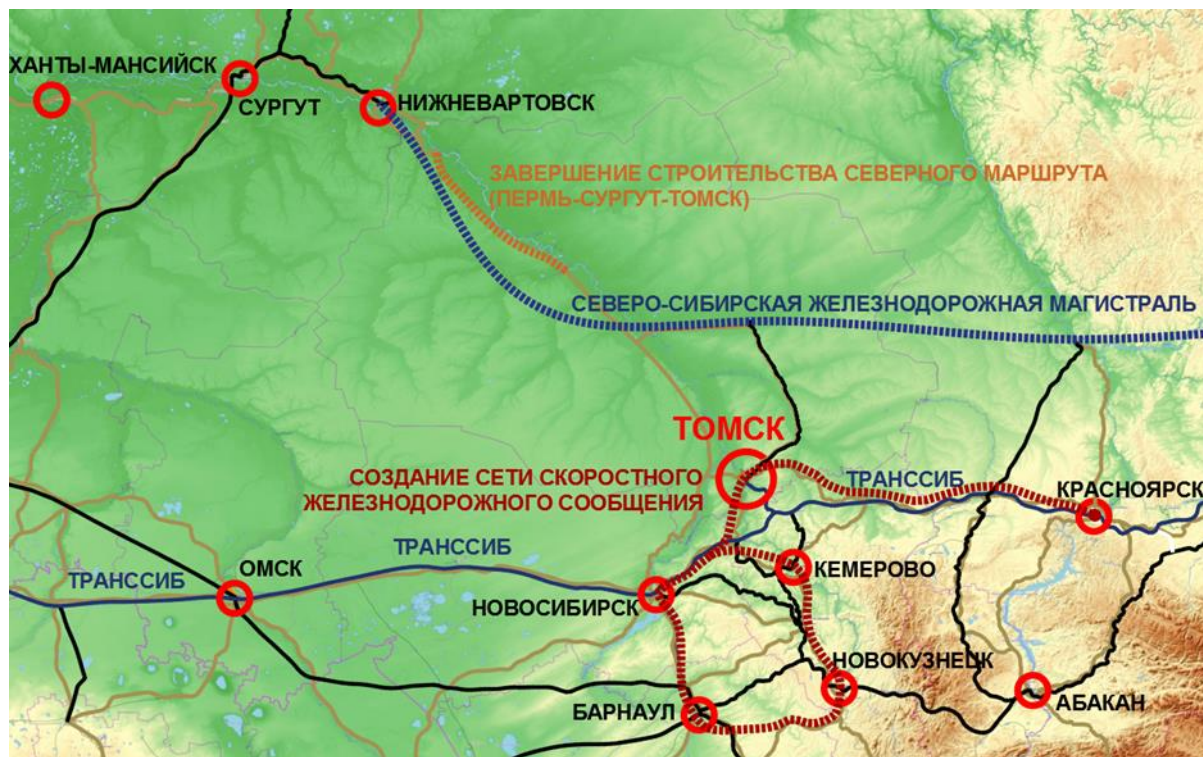 ХАНТЫ-МАНСИЙСК
СУРГУТ
НИЖНЕВАРТОВСК
ЗАВЕРШЕНИЕ СТРОИТЕЛЬСТВА СЕВЕРНОГО МАРШРУТА
(ПЕРМЬ-СУРГУТ-ТОМСК)
СЕВЕРО-СИБИРСКАЯ ЖЕЛЕЗНОДОРОЖНАЯ МАГИСТРАЛЬ
ТОМСК
СОЗДАНИЕ СЕТИ СКОРОСТНОГО
ЖЕЛЕЗНОДОРОЖНОГО СООБЩЕНИЯ
ТРАНССИБ
КРАСНОЯРСК
ТРАНССИБ
ТРАНССИБ
ОМСК
КЕМЕРОВО
НОВОСИБИРСК
НОВОКУЗНЕЦК
БАРНАУЛ
АБАКАН